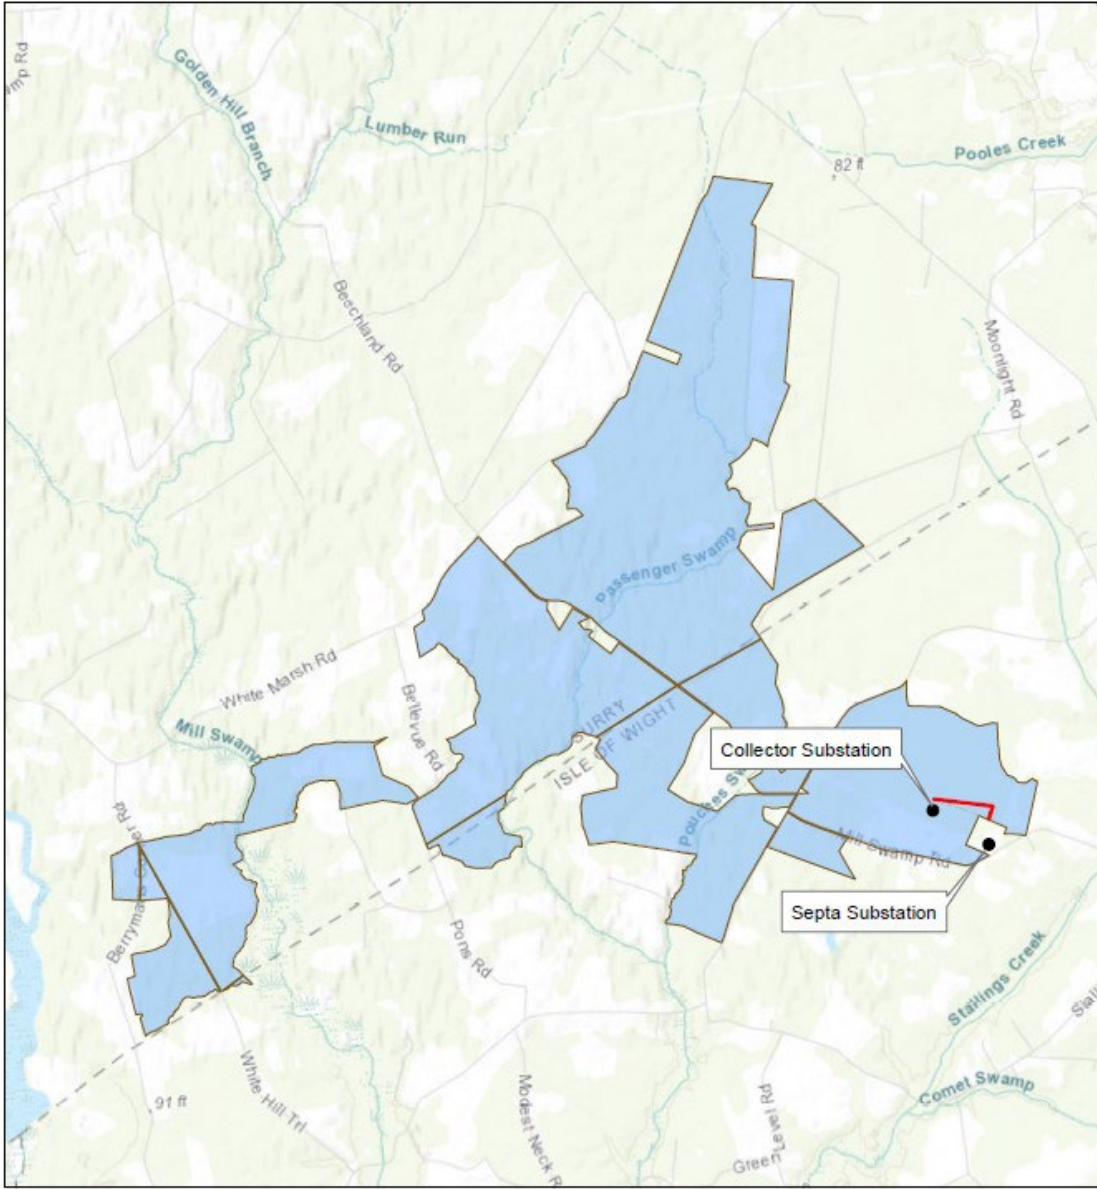 mp Rd
Golden Hill Branch
Lumber Run
Pooles Creek
82 ft
Beechland Rd
Moonlight Rd
Passenger Swamp
White Marsh Rd
Bellevue Rd
SURRY
ISLE OF WIGHT
Mill Swamp
Collector Substation
Mill Swamp Rd
Septa Substation
Pons Rd
Stallings Creek
Comet Swamp
White Hill Trl
91 ft
Modest Neck R
Green Level Rd